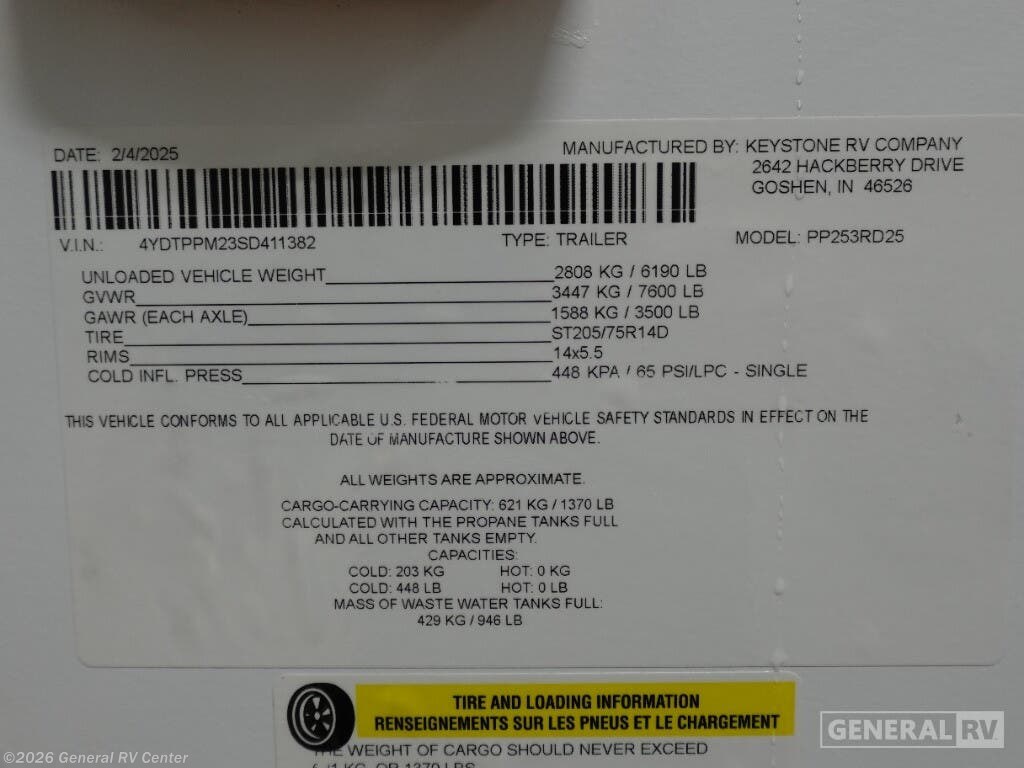 DATE: 2/4/2025
MANUFACTURED BY: KEYSTONE RV COMPANY
2642 HACKBERRY DRIVE
GOSHEN, IN 46526
V.I.N.: 4YDTPPM23SD411382 TYPE: TRAILER MODEL: PP253RD25
UNLOADED VEHICLE WEIGHT 2808 KG / 6190 LB
GVWR 3447 KG / 7600 LB
GAWR (EACH AXLE) 1588 KG / 3500 LB
TIRE ST205/75R14D
RIMS 14x5.5
COLD INFL. PRESS 448 KPA / 65 PSI/LPC - SINGLE
THIS VEHICLE CONFORMS TO ALL APPLICABLE U.S. FEDERAL MOTOR VEHICLE SAFETY STANDARDS IN EFFECT ON THE
DATE OF MANUFACTURE SHOWN ABOVE.
ALL WEIGHTS ARE APPROXIMATE.
CARGO-CARRYING CAPACITY: 621 KG / 1370 LB
CALCULATED WITH THE PROPANE TANKS FULL
AND ALL OTHER TANKS EMPTY.
CAPACITIES:
COLD: 203 KG HOT: 0 KG
COLD: 448 LB HOT: 0 LB
MASS OF WASTE WATER TANKS FULL:
429 KG / 946 LB
TIRE AND LOADING INFORMATION
RENSEIGNEMENTS SUR LES PNEUS ET LE CHARGEMENT
THE WEIGHT OF CARGO SHOULD NEVER EXCEED
KG OR 1370 LBS
GENERAL RV
©2026 General RV Center